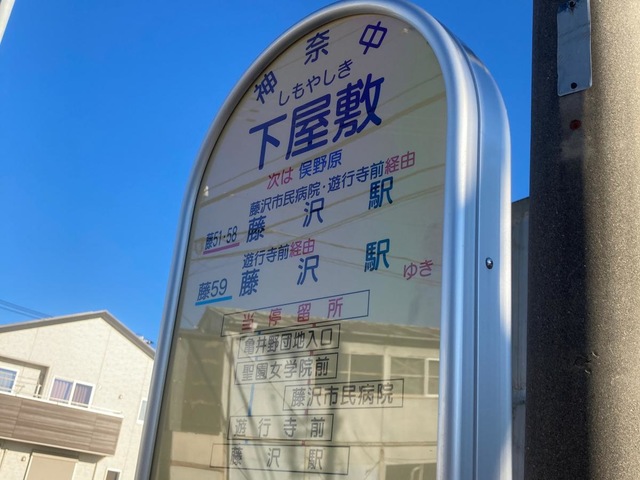 神奈中
しもやしき
下屋敷
次は 俣野原
藤沢市民病院・遊行寺前経由
藤51・58 藤沢駅
遊行寺前経由
藤59 藤沢駅 ゆき
当停留所
亀井野団地入口
聖園女学院前
藤沢市民病院
遊行寺前
藤沢駅